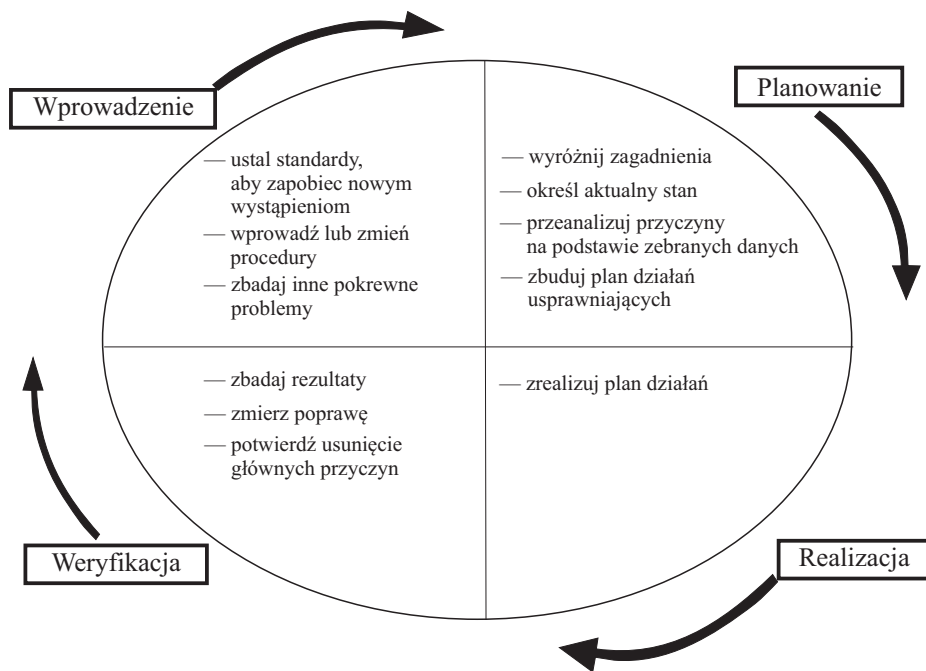 Wprowadzenie
Planowanie
— ustal standardy,
aby zapobiec nowym
wystąpieniom
— wprowadź lub zmień
procedury
— zbadaj inne pokrewne
problemy
— wyróżnij zagadnienia
— określ aktualny stan
— przeanalizuj przyczyny
na podstawie zebranych danych
— zbuduj plan działań
usprawniających
— zbadaj rezultaty
— zmierz poprawę
— potwierdź usunięcie
głównych przyczyn
— zrealizuj plan działań
Weryfikacja
Realizacja